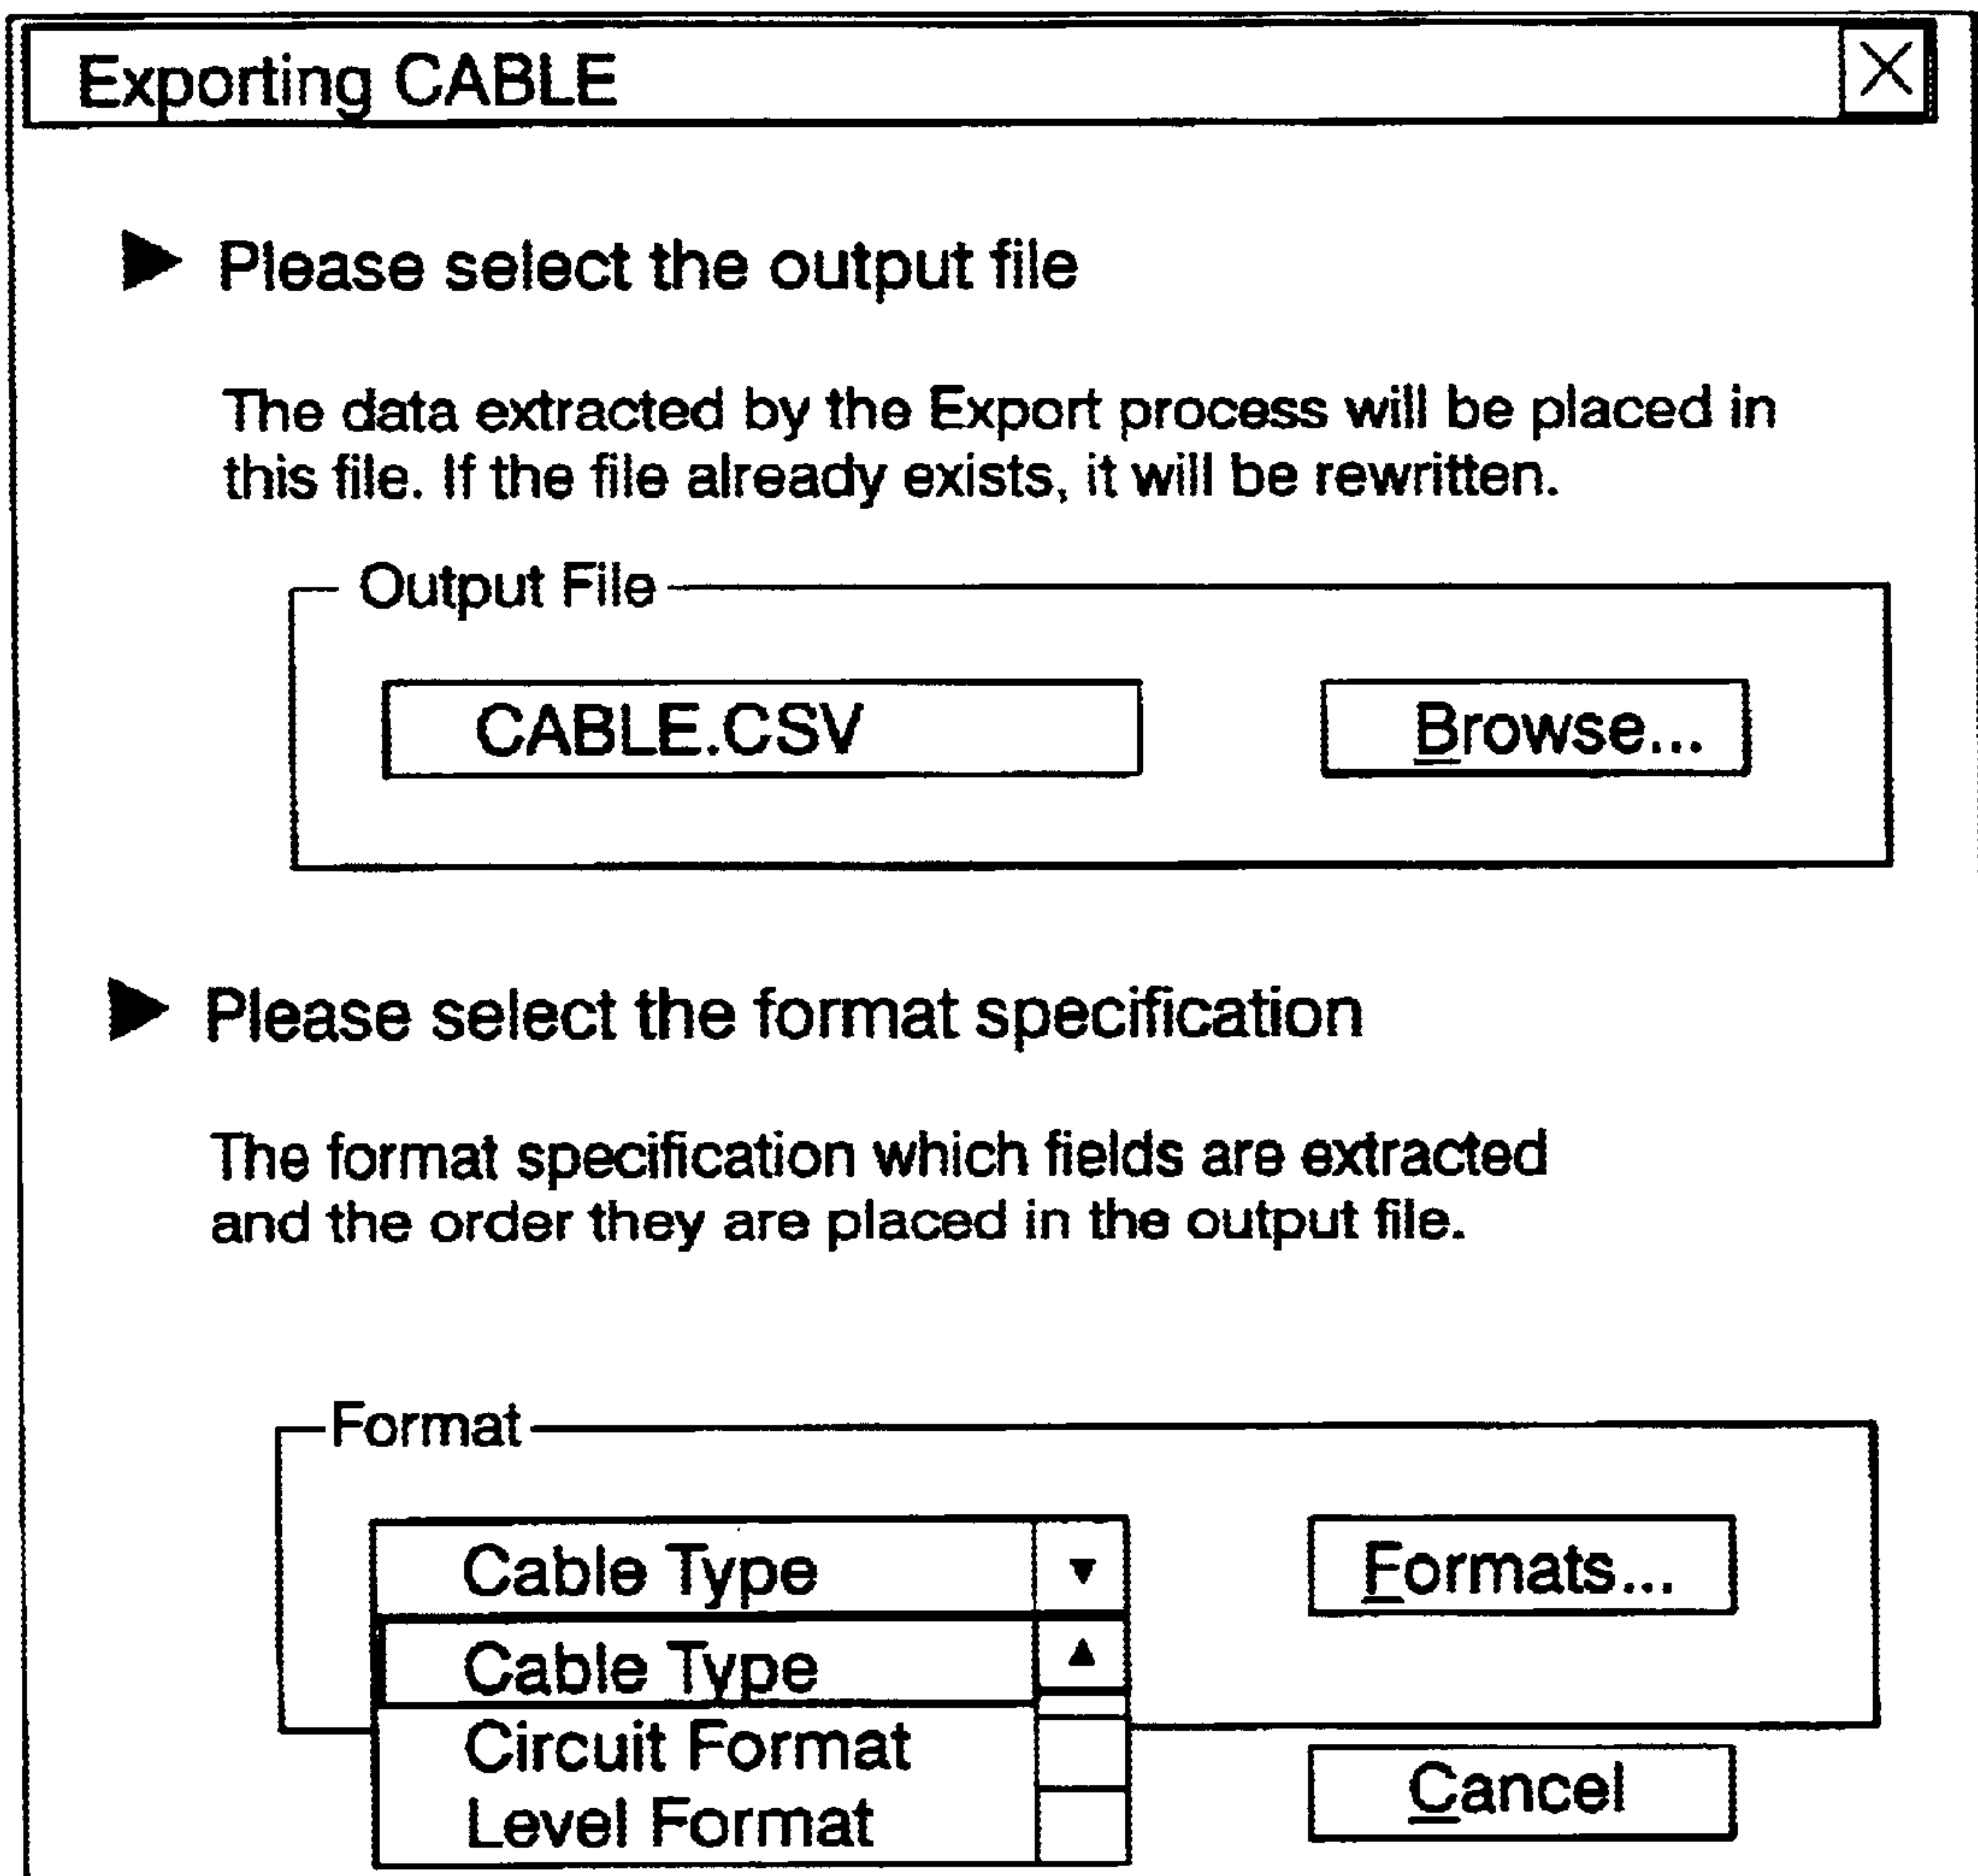 Exporting CABLE
Please select the output file
The data extracted by the Export process will be placed in
this file. If the file already exists, it will be rewritten.
Output File
CABLE.CSV
Browse...
Please select the format specification
The format specification which fields are extracted
and the order they are placed in the output file.
Format
Cable Type
Formats...
Cable Type
Circuit Format
Level Format
Cancel